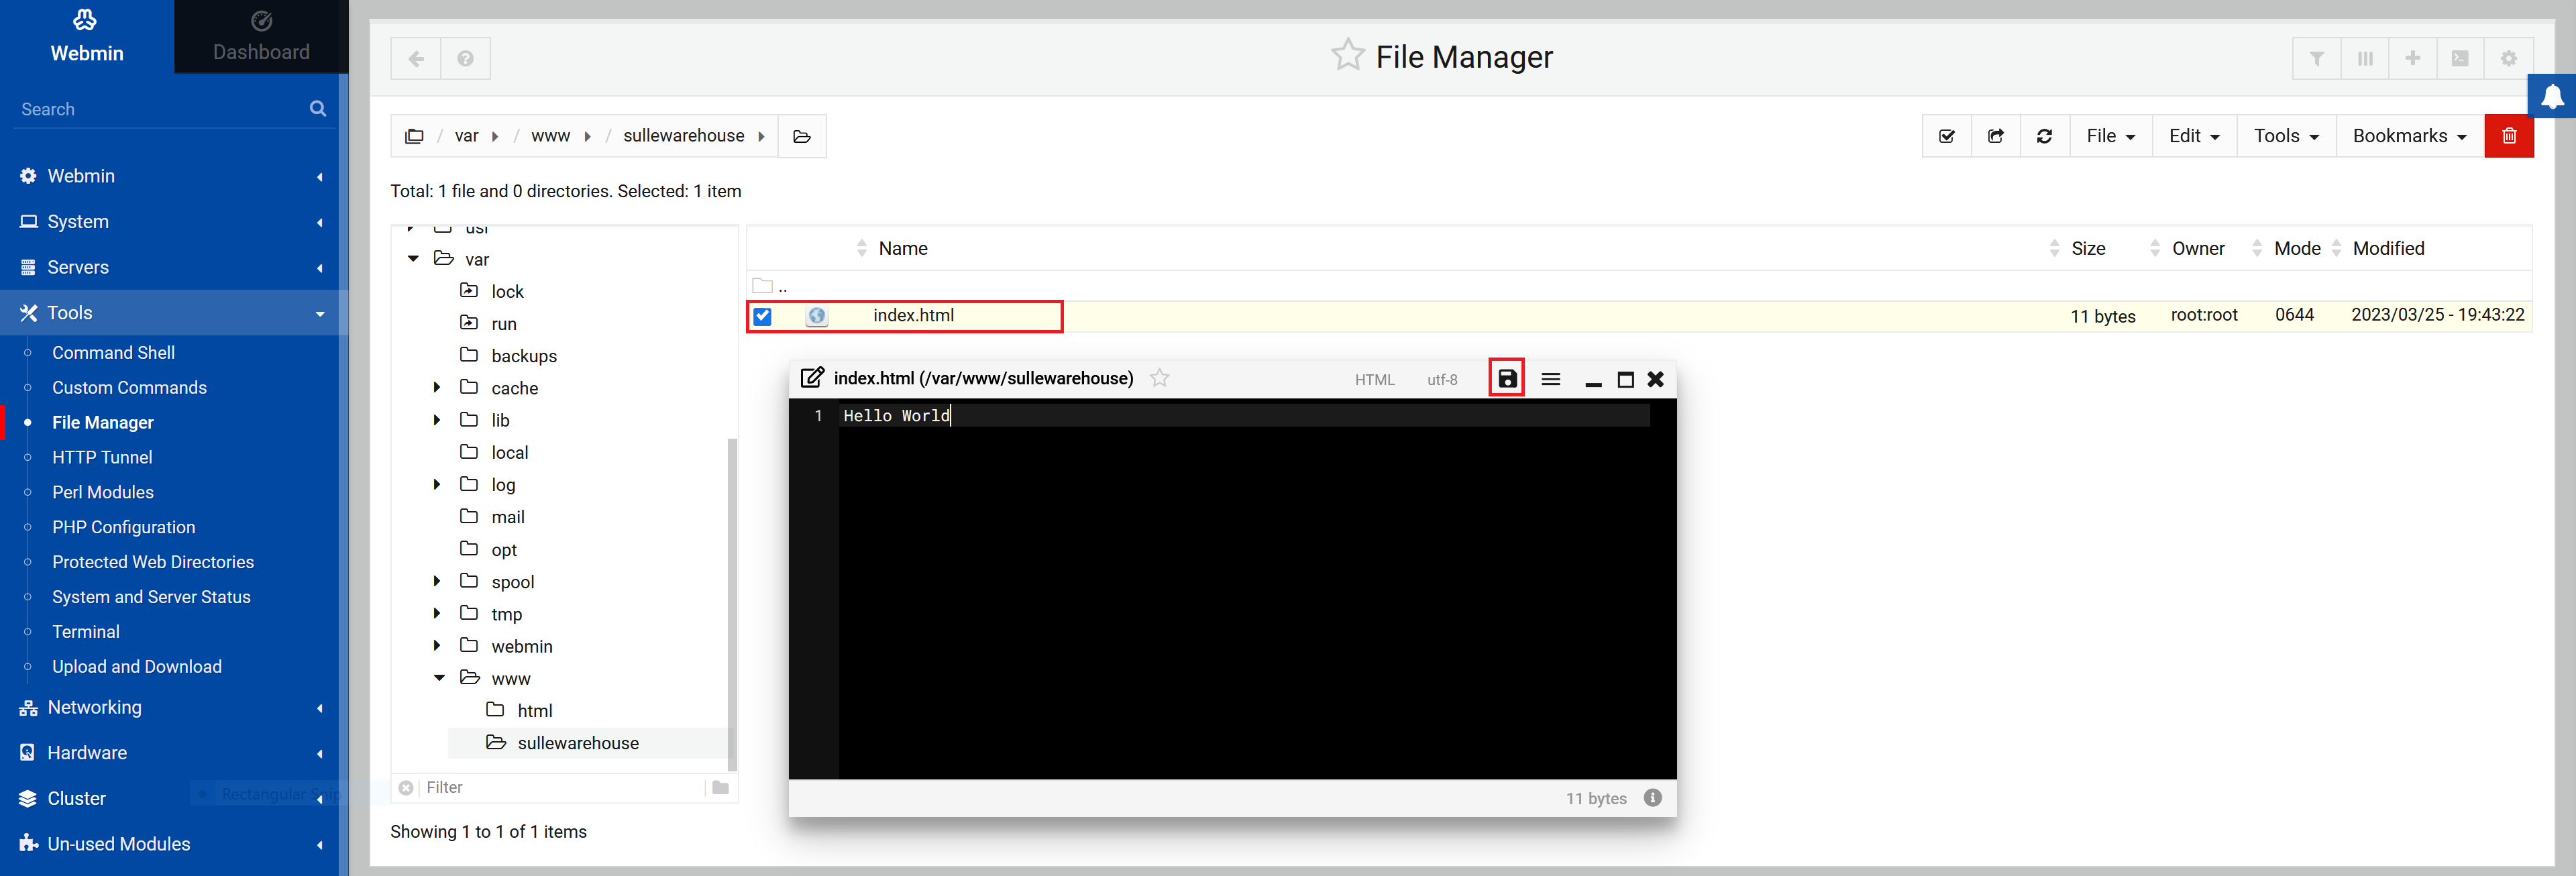 Webmin
Dashboard
Search
Webmin
System
Servers
Tools
Command Shell
Custom Commands
File Manager
HTTP Tunnel
Perl Modules
PHP Configuration
Protected Web Directories
System and Server Status
Terminal
Upload and Download
Networking
Hardware
Cluster
Rectangular Snip
Un-used Modules
File Manager
/ var / www / sullewarehouse
File Edit Tools Bookmarks
Total: 1 file and 0 directories. Selected: 1 item
usr
var
lock
run
backups
cache
lib
local
log
mail
opt
spool
tmp
webmin
www
html
sullewarehouse
Filter
Showing 1 to 1 of 1 items
Name Size Owner Mode Modified
..
index.html 11 bytes root:root 0644 2023/03/25 - 19:43:22
index.html (/var/www/sullewarehouse) HTML utf-8
1 Hello World
11 bytes